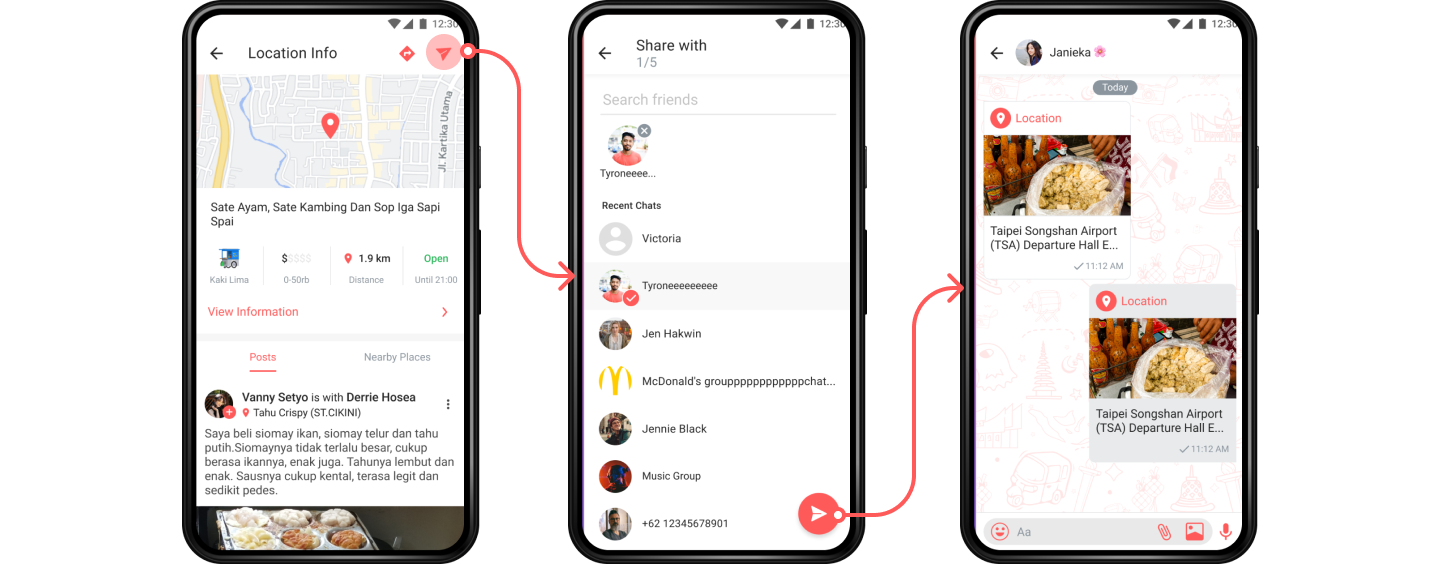 12:30
Location Info
Jl. Kartika Utama
Sate Ayam, Sate Kambing Dan Sop Iga Sapi
Spai
$$$$$
1.9 km
Open
Kaki Lima
0-50rb
Distance
Until 21:00
View Information
Posts
Nearby Places
Vanny Setyo is with Derrie Hosea
Tahu Crispy (ST.CIKINI)
Saya beli siomay ikan, siomay telur dan tahu
putih.Siomaynya tidak terlalu besar, cukup
berasa ikannya, enak juga. Tahunya lembut dan
enak. Sausnya cukup kental, terasa legit dan
sedikit pedes.
12:30
Share with
1/5
Search friends
Tyroneeee...
Recent Chats
Victoria
Tyroneeeeeeeee
Jen Hakwin
McDonald's grouppppppppppppchat...
Jennie Black
Music Group
+62 12345678901
12:30
Janieka 🌸
Today
Location
Taipei Songshan Airport
(TSA) Departure Hall E...
11:12 AM
Location
Taipei Songshan Airport
(TSA) Departure Hall E...
11:12 AM
Aa